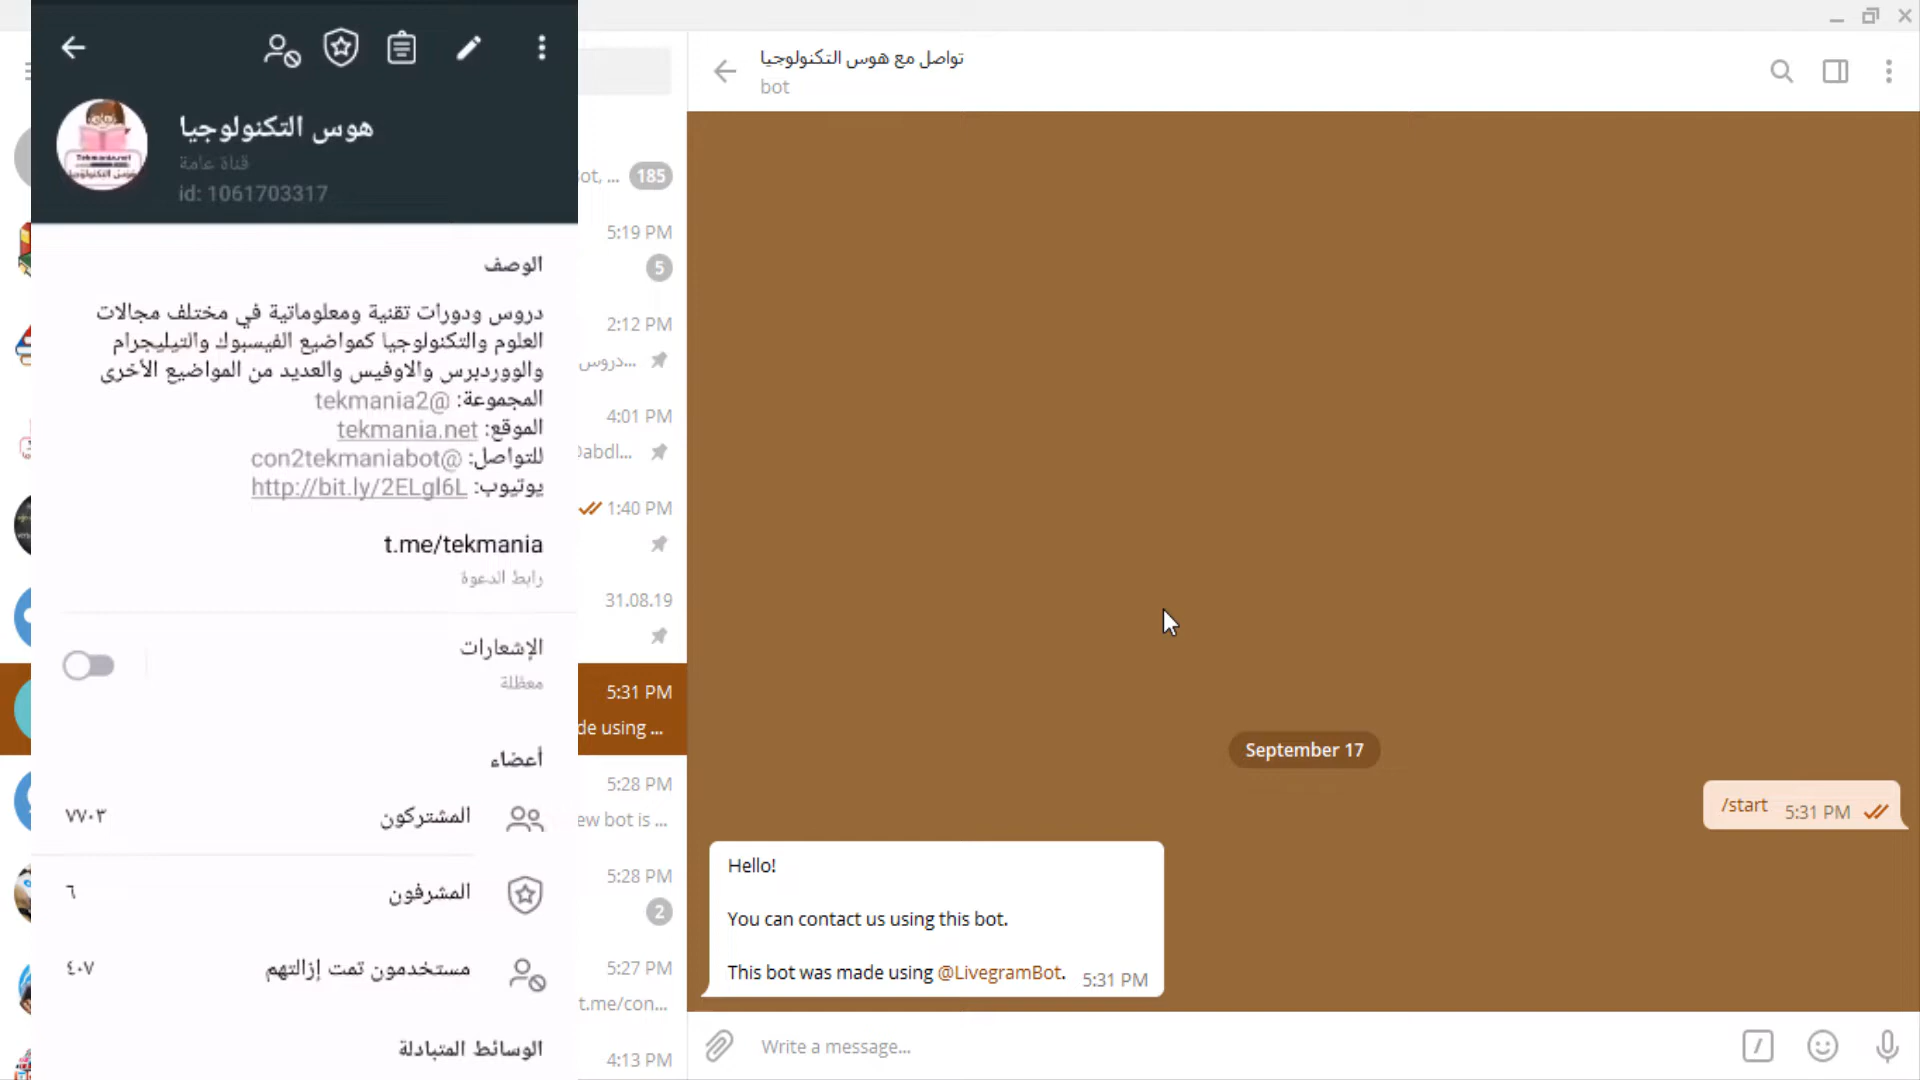 هوس التكنولوجيا
قناة عامة
id: 1061703317
الوصف
دروس ودورات تقنية ومعلوماتية في مختلف مجالات
العلوم والتكنولوجيا كمواضيع الفيسبوك والتيليجرام
والووردبرس والاوفيس والعديد من المواضيع الأخرى
المجموعة: @tekmania2
الموقع: tekmania.net
للتواصل: @con2tekmaniabot
يوتيوب: http://bit.ly/2ELgl6L
t.me/tekmania
رابط الدعوة
الإشعارات
معطلة
أعضاء
المشتركون ٧٧٠٣
المشرفون ٦
مستخدمون تمت إزالتهم ٤٠٧
الوسائط المتبادلة
ot, ... 185
5:19 PM
5
2:12 PM
دروس...
4:01 PM
abdl...
1:40 PM
31.08.19
5:31 PM
de using ...
5:28 PM
ew bot is ...
5:28 PM
2
5:27 PM
t.me/con...
4:13 PM
تواصل مع هوس التكنولوجيا
bot
September 17
/start 5:31 PM
Hello!
You can contact us using this bot.
This bot was made using @LivegramBot. 5:31 PM
Write a message...